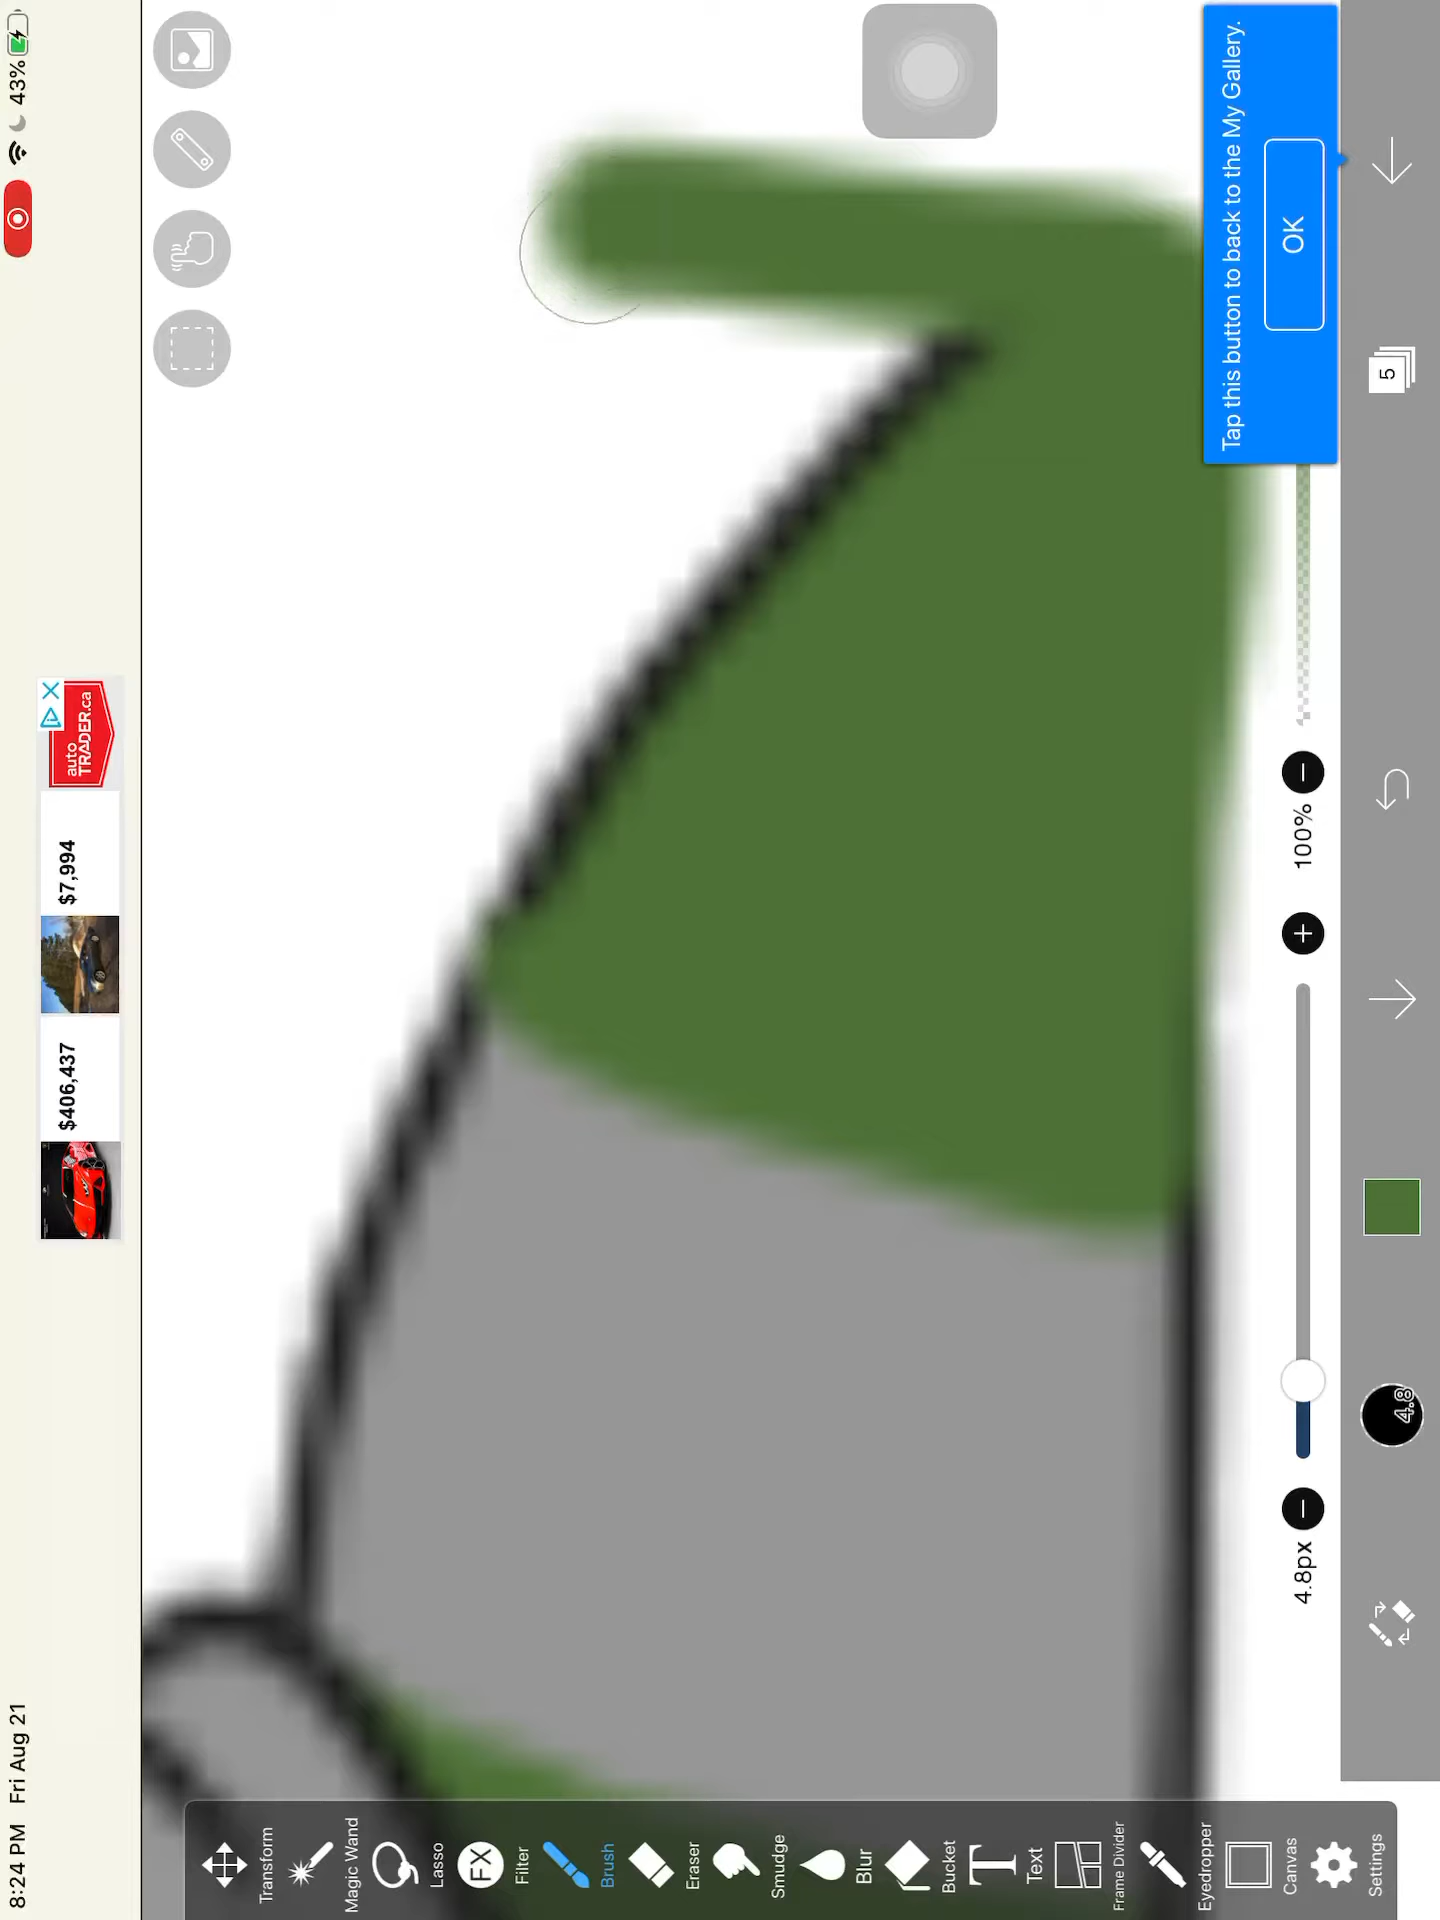 8:24 PM Fri Aug 21
43%
$406,437
$7,994
auto
TRADER.ca
Transform
Magic Wand
Lasso
FX
Filter
Brush
Eraser
Smudge
Blur
Bucket
T
Text
Frame Divider
Eyedropper
Canvas
Settings
Tap this button to back to the My Gallery.
OK
4.8px
100%
4.8
5